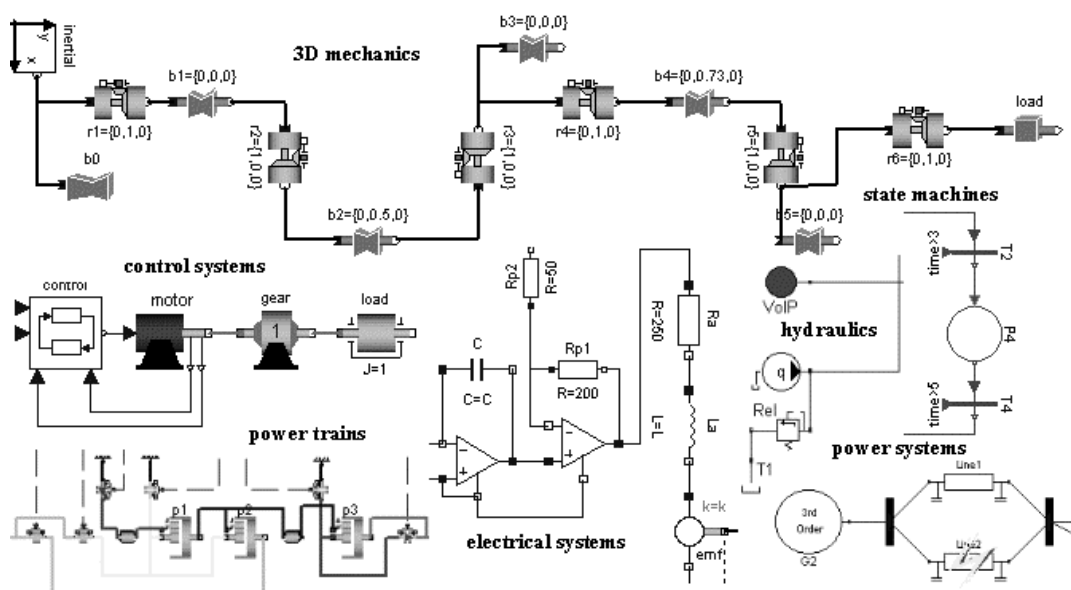 y
x
inertial
3D mechanics
b3={0,0,0}
b1={0,0,0}
b4={0,0.73,0}
load
r1={0,1,0}
r2={1,0,0}
r3={1,0,0}
r4={0,1,0}
r5={1,0,0}
r6={0,1,0}
b0
b2={0,0.5,0}
b5={0,0,0}
state machines
control systems
control
motor
gear
load
1
J=1
Rp2
R=50
C
C=C
Rp1
R=200
R=250
Ra
L=L
La
k=k
emf
electrical systems
VolP
hydraulics
q
Rel
T1
time>3
T2
P4
time>5
T4
power trains
p1
p2
p3
power systems
3rd
Order
G2
Line1
Line2